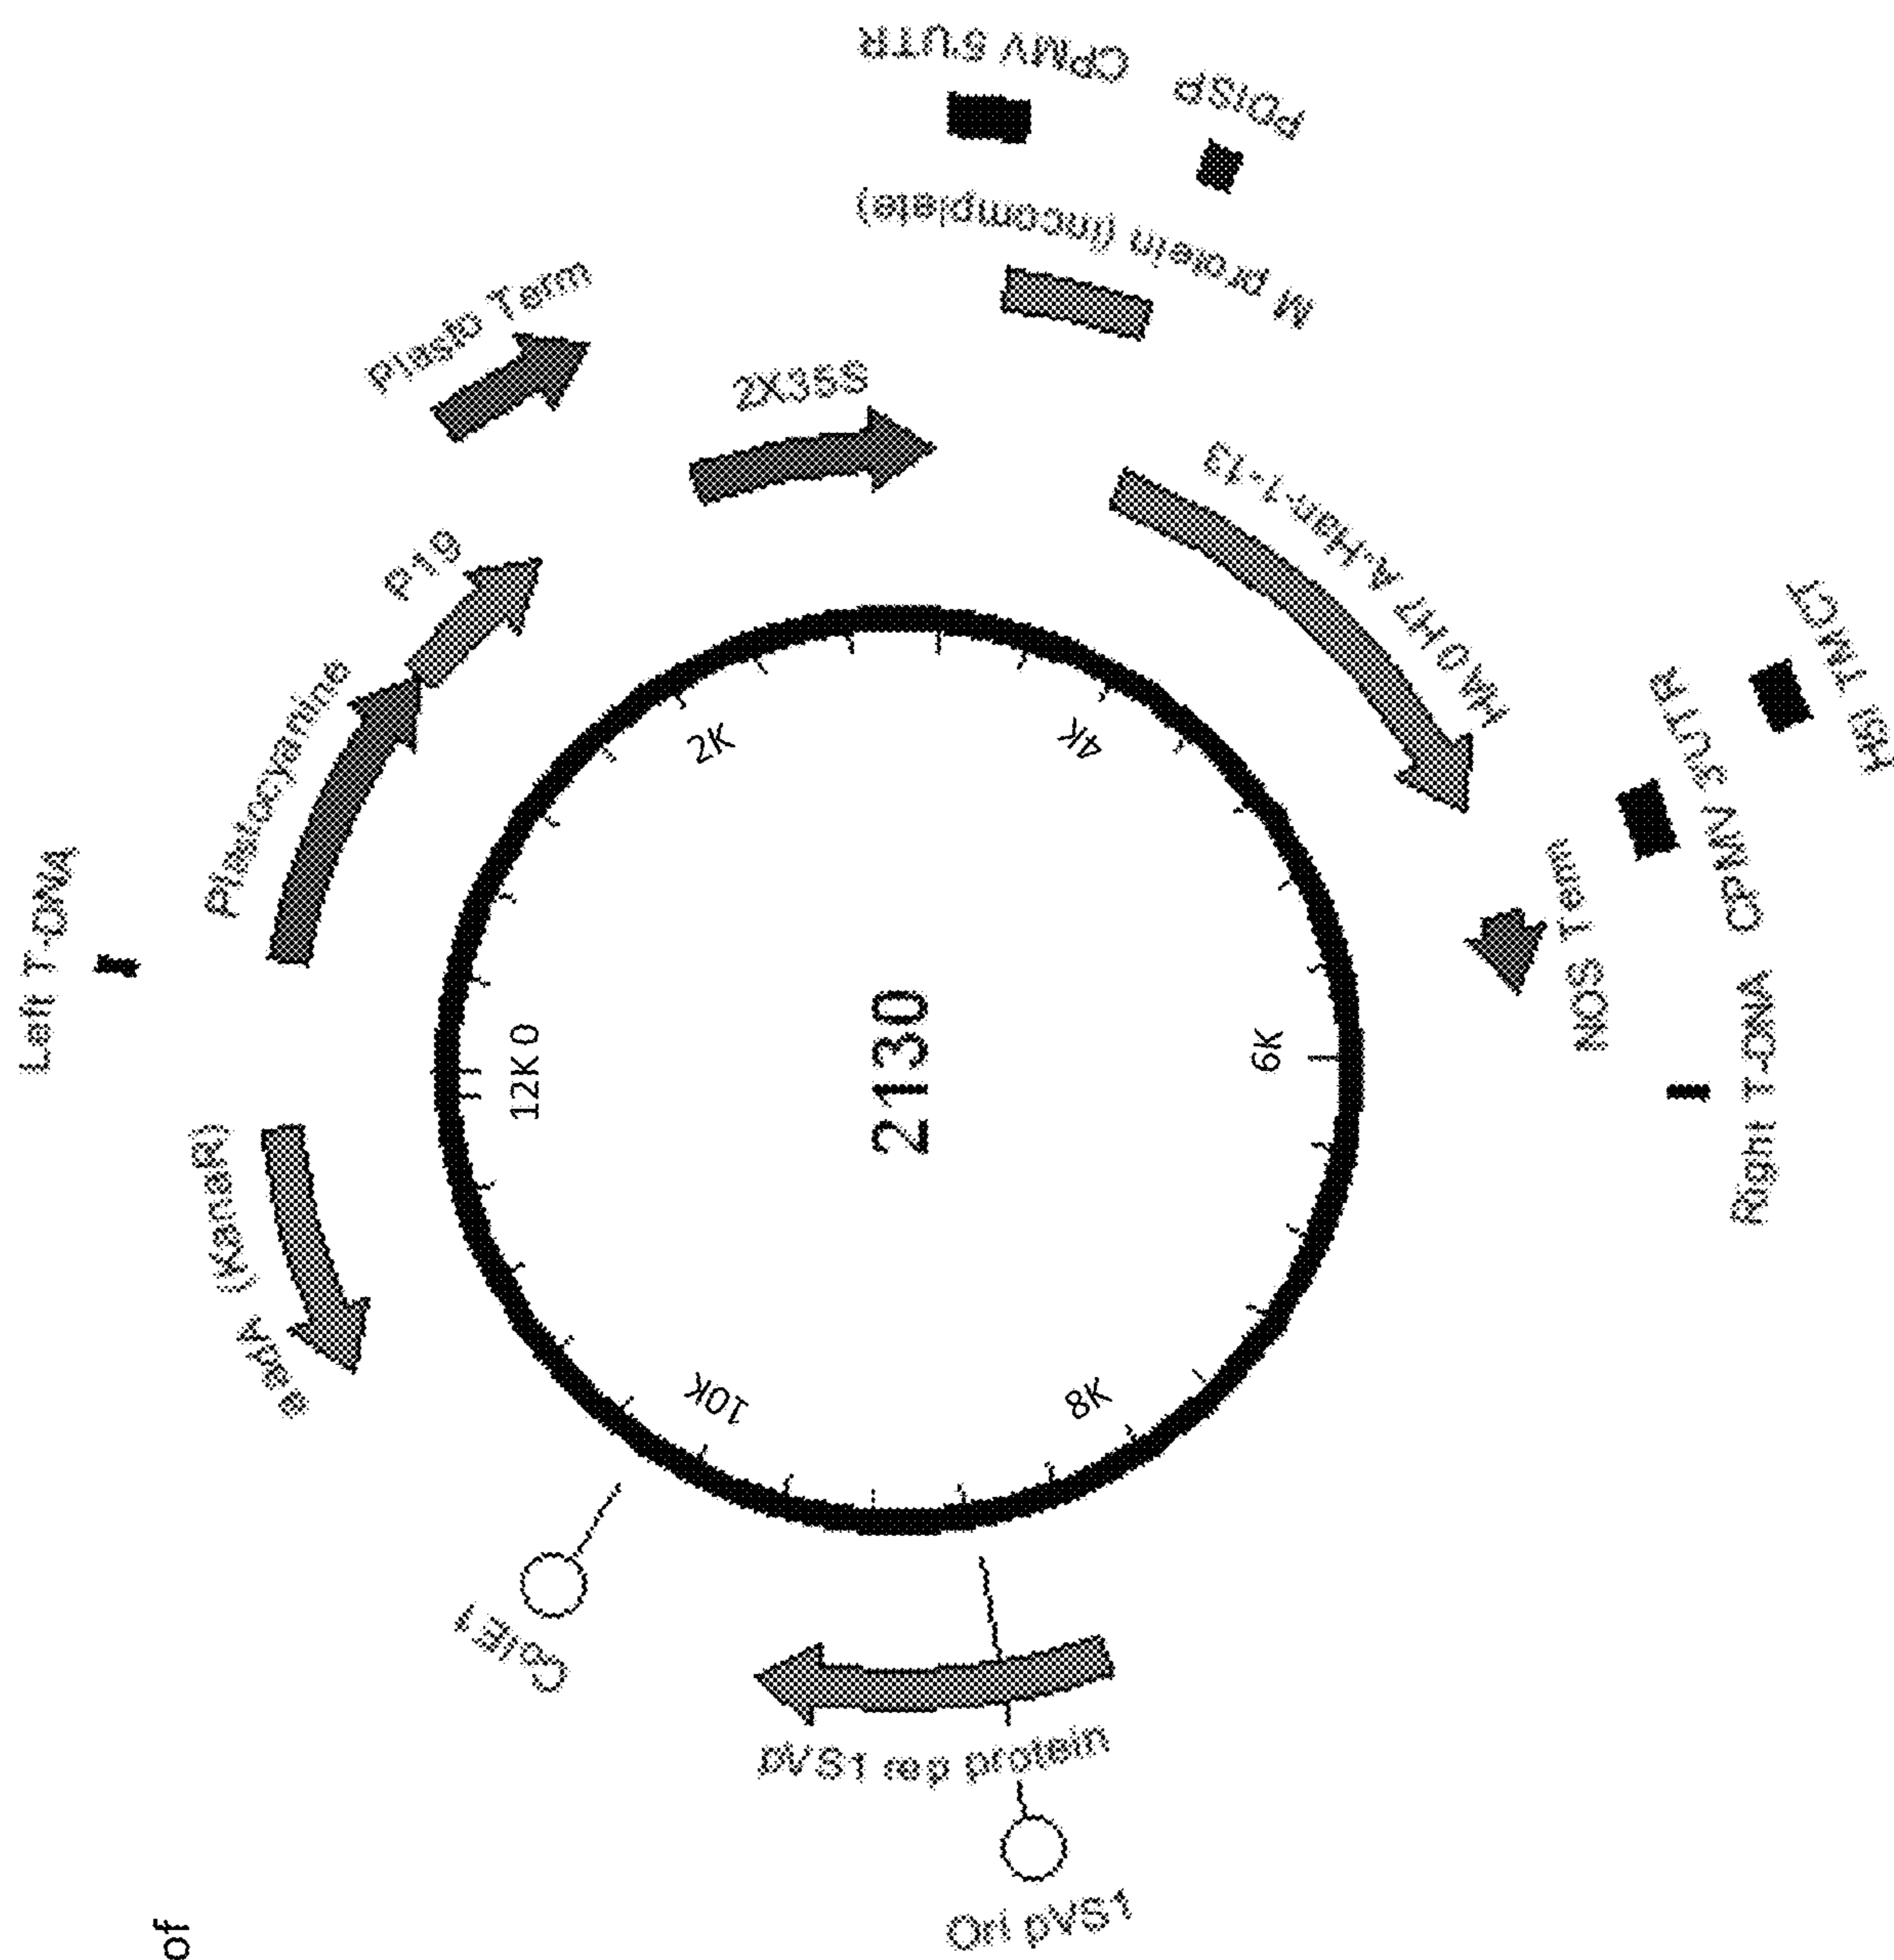 of
Left T-DNA
Plastocyanine
P19
Plasto Term
2X35S
CPMV 5'UTR
PDISP
M protein (incomplete)
HA0 H7 A-Han-1-13
H5I TMCT
CPMV 3'UTR
NOS Term
Right T-DNA
Ori pVS1
pVS1 rep protein
ColE1
aadA (KanaR)
12K 0
2K
4K
6K
8K
10K
2130